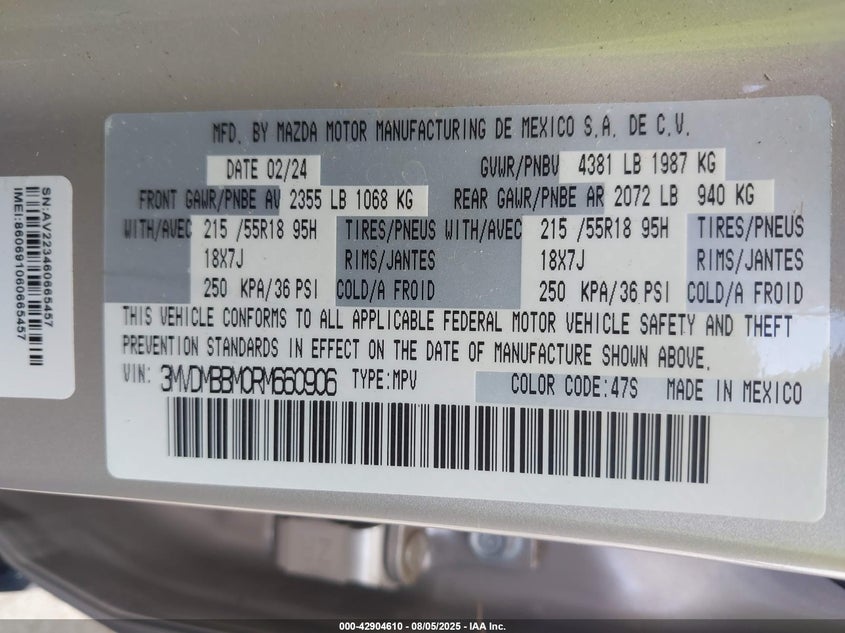 MFD. BY MAZDA MOTOR MANUFACTURING DE MEXICO S.A. DE C.V.
DATE 02/24 GVWR/PNBV 4381 LB 1987 KG
FRONT GAWR/PNBE AV 2355 LB 1068 KG REAR GAWR/PNBE AR 2072 LB 940 KG
WITH/AVEC 215 /55R18 95H TIRES/PNEUS WITH/AVEC 215 /55R18 95H TIRES/PNEUS
18X7J RIMS/JANTES 18X7J RIMS/JANTES
250 KPA/36 PSI COLD/A FROID 250 KPA/36 PSI COLD/A FROID
THIS VEHICLE CONFORMS TO ALL APPLICABLE FEDERAL MOTOR VEHICLE SAFETY AND THEFT
PREVENTION STANDARDS IN EFFECT ON THE DATE OF MANUFACTURE SHOWN ABOVE.
VIN: 3MVDMBBM0RM660906 TYPE:MPV COLOR CODE:47S MADE IN MEXICO
SN:AV223460665457
IMEI:860691060665457
000-42904610 - 08/05/2025 - IAA Inc.